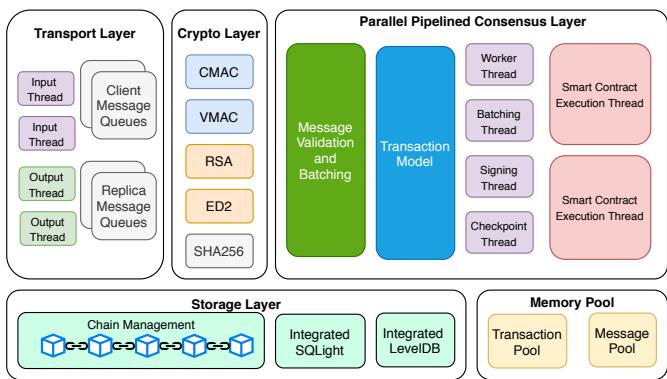 Transport Layer
Input
Thread
Input
Thread
Output
Thread
Output
Thread
Client
Message
Queues
Replica
Message
Queues
Crypto Layer
CMAC
VMAC
RSA
ED2
SHA256
Parallel Pipelined Consensus Layer
Message
Validation
and
Batching
Transaction
Model
Worker
Thread
Batching
Thread
Signing
Thread
Checkpoint
Thread
Smart Contract
Execution Thread
Smart Contract
Execution Thread
Storage Layer
Chain Management
Integrated
SQLight
Integrated
LevelDB
Memory Pool
Transaction
Pool
Message
Pool